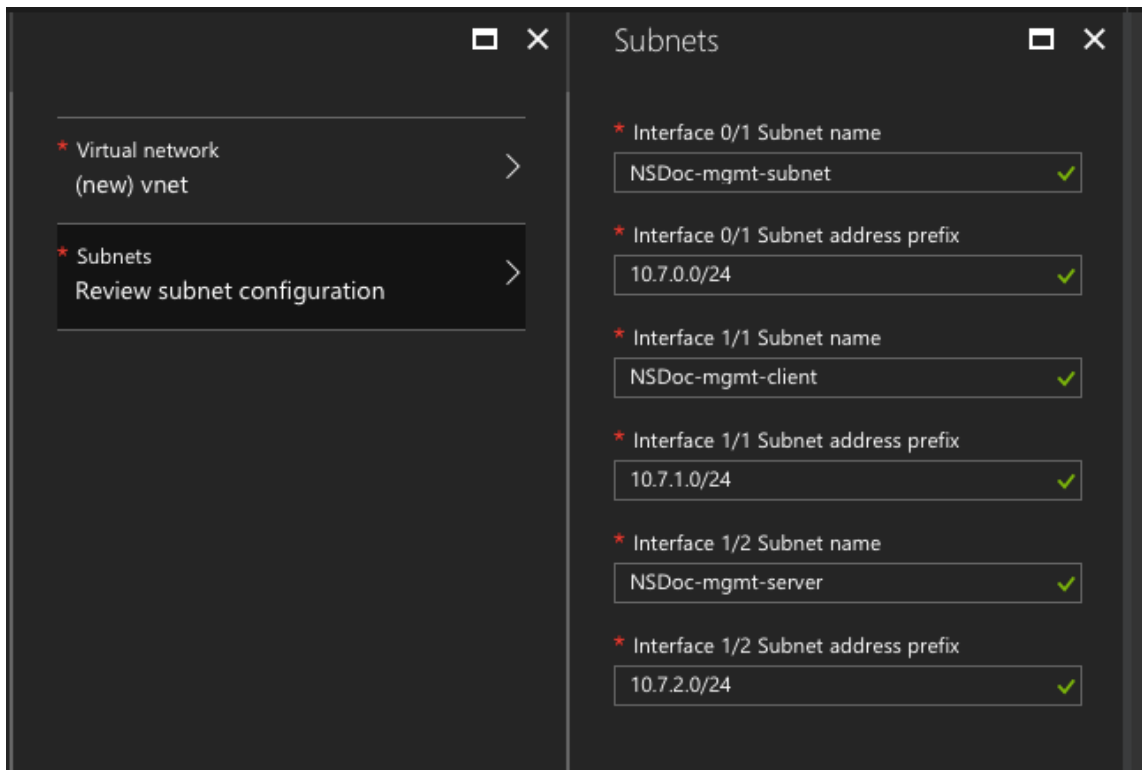 * Virtual network
(new) vnet
* Subnets
Review subnet configuration
Subnets
* Interface 0/1 Subnet name
NSDoc-mgmt-subnet
* Interface 0/1 Subnet address prefix
10.7.0.0/24
* Interface 1/1 Subnet name
NSDoc-mgmt-client
* Interface 1/1 Subnet address prefix
10.7.1.0/24
* Interface 1/2 Subnet name
NSDoc-mgmt-server
* Interface 1/2 Subnet address prefix
10.7.2.0/24